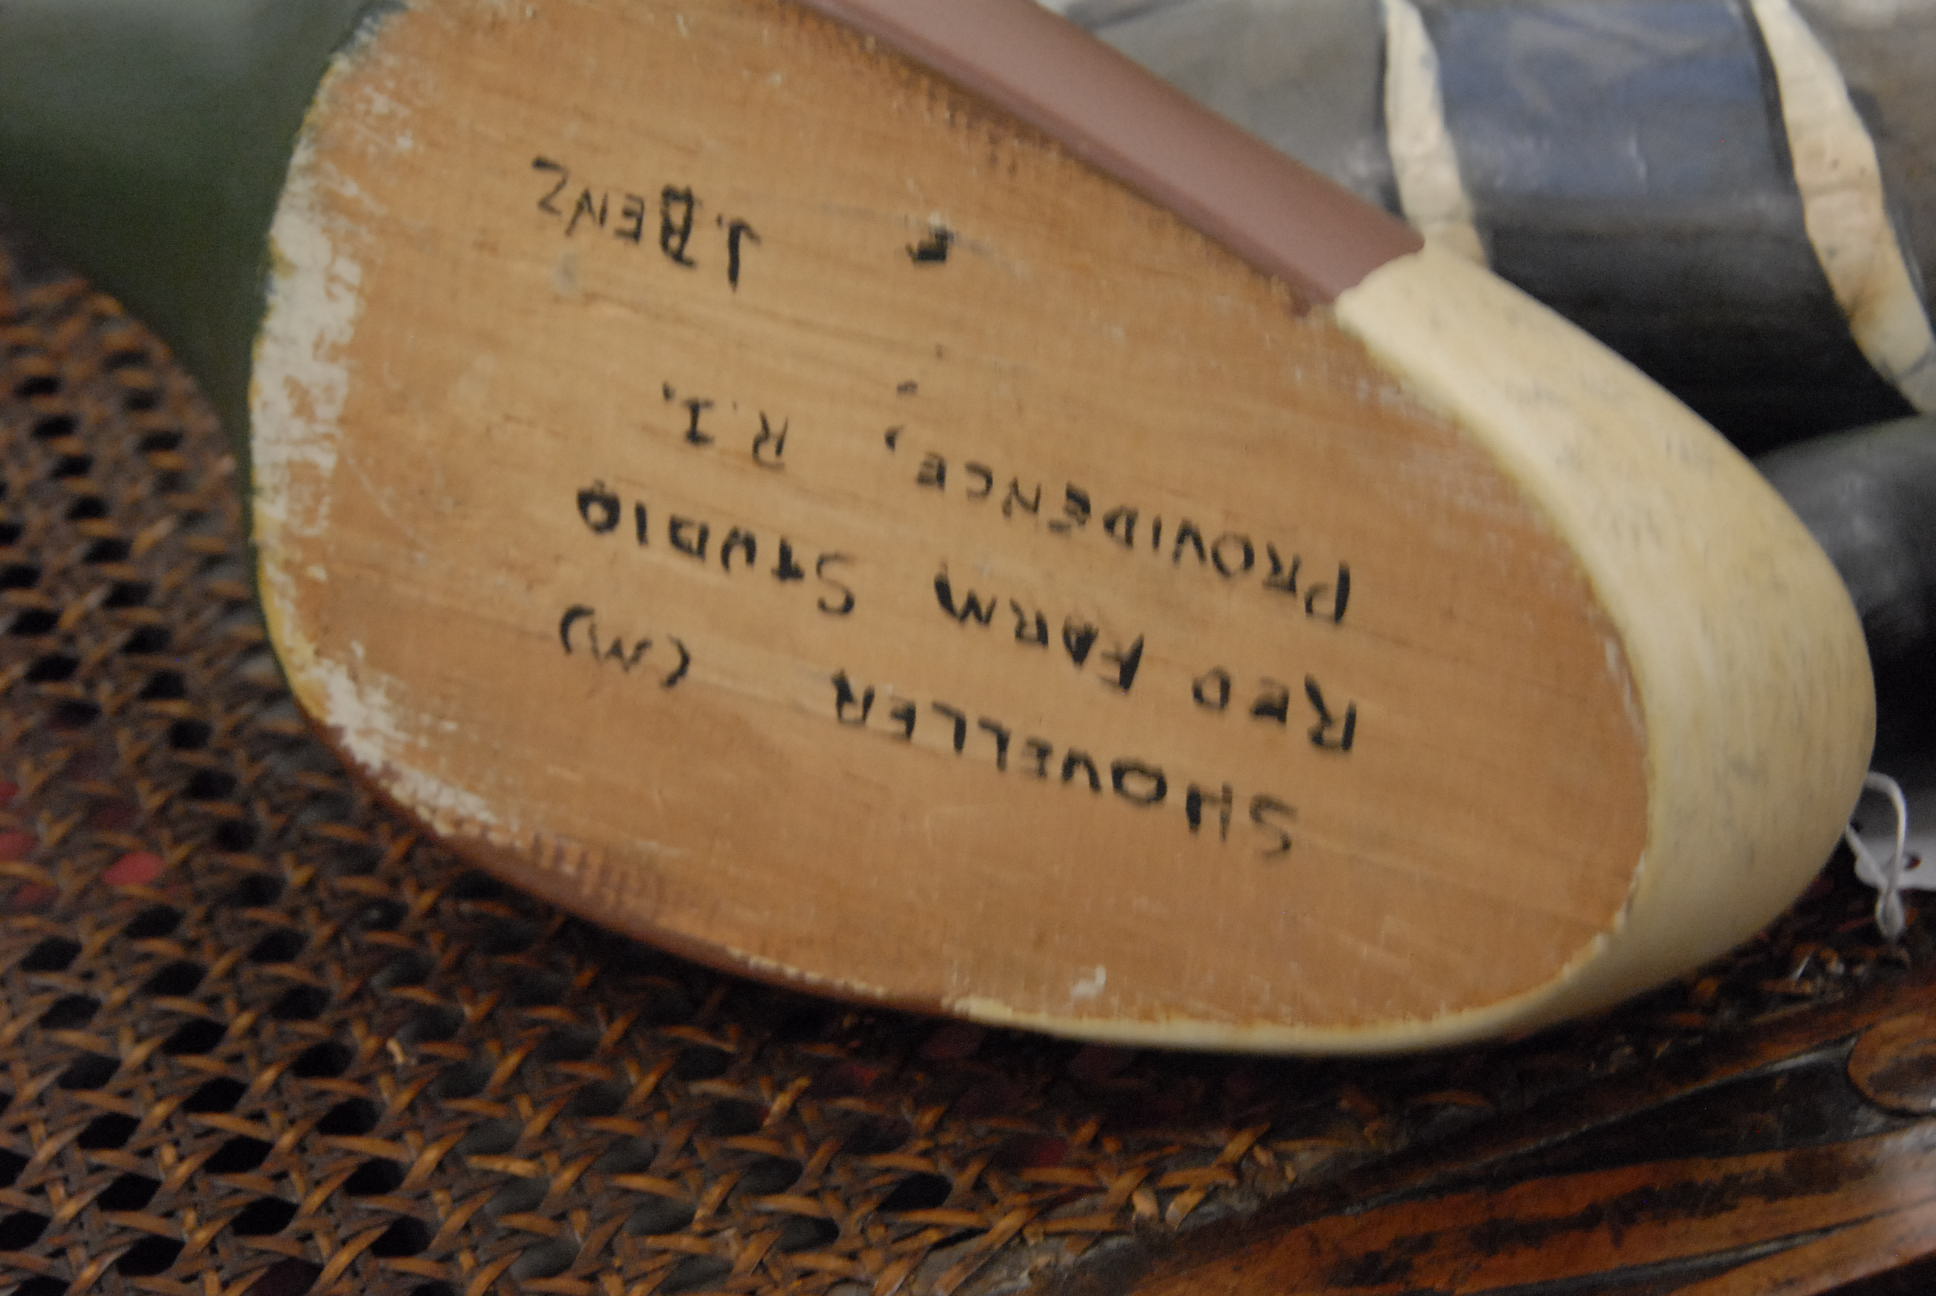 SHOVELLER (M)
RED FARM STUDIO
PROVIDENCE, R.I.
J. BENZ